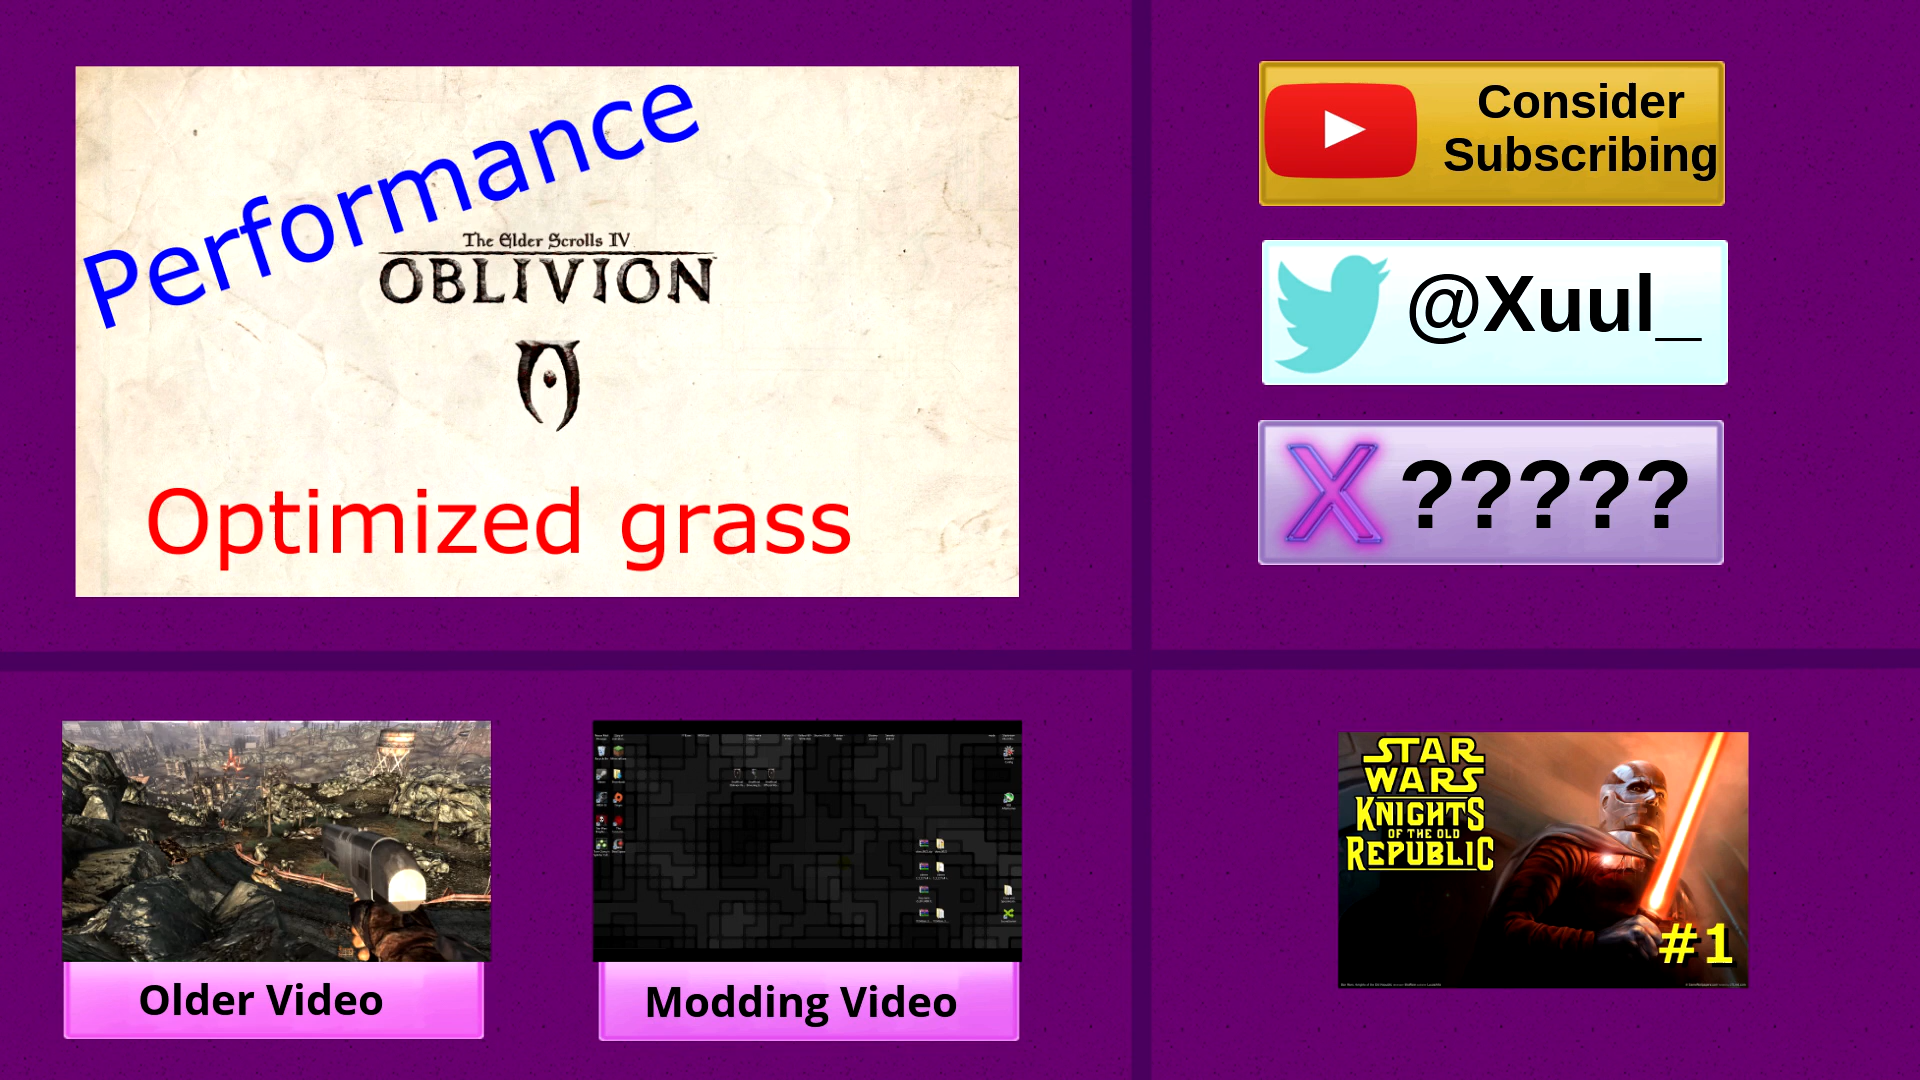 Performance
The Elder Scrolls IV
OBLIVION
Optimized grass
Consider
Subscribing
@Xuul_
X ?????
Older Video
Modding Video
STAR
WARS
KNIGHTS
OF THE OLD
REPUBLIC
#1